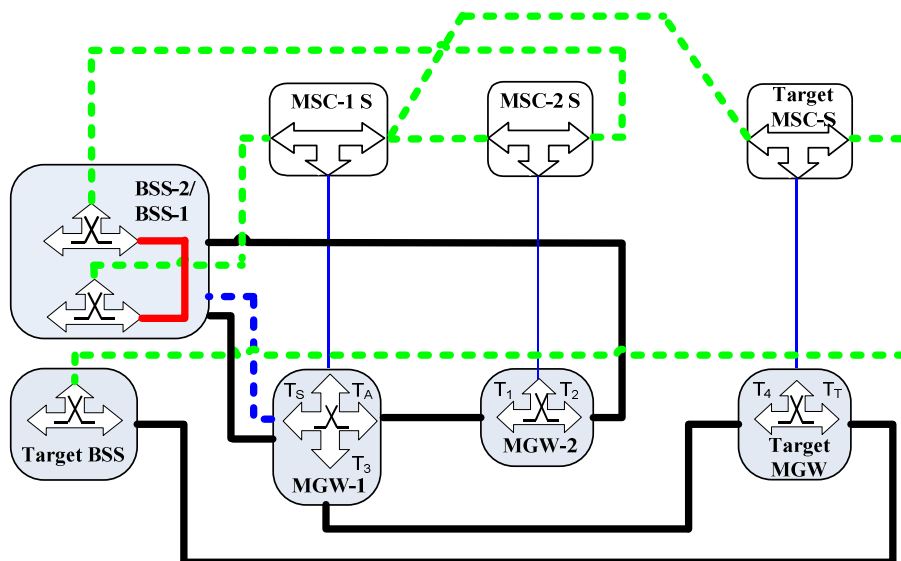 MSC-1 S
MSC-2 S
Target
MSC-S
BSS-2/
BSS-1
Target BSS
TS
TA
T3
MGW-1
T1
T2
MGW-2
T4
TT
Target
MGW